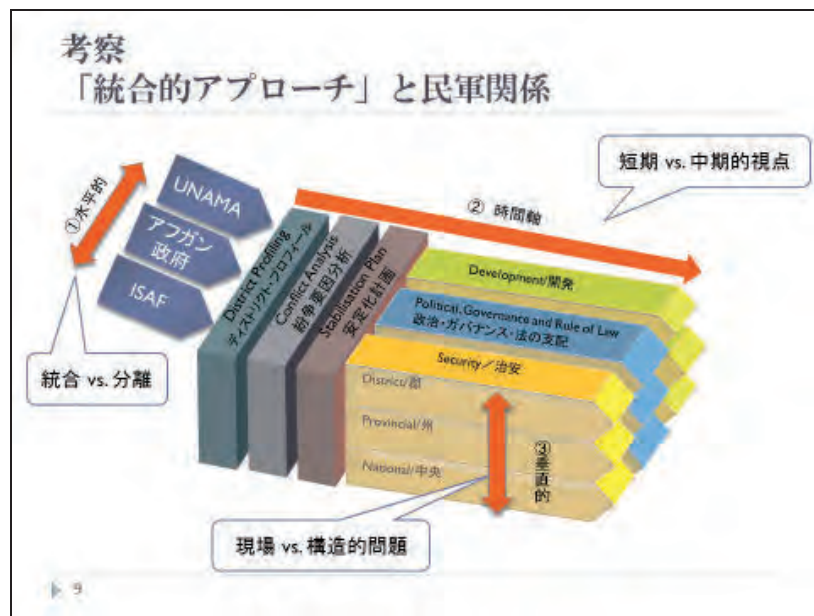 考察
「統合的アプローチ」と民軍関係
短期 vs. 中期的視点
①水平的
UNAMA
アフガン
政府
ISAF
② 時間軸
District Profiling
ディストリクト・プロフィール
Conflict Analysis
紛争要因分析
Stabilisation Plan
安定化計画
Development/開発
Political, Governance and Rule of Law
政治・ガバナンス・法の支配
Security／治安
District/郡
Provincial/州
National/中央
③垂直的
統合 vs. 分離
現場 vs. 構造的問題
9